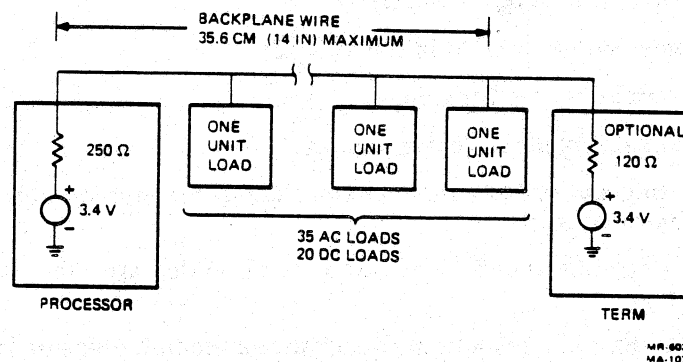 BACKPLANE WIRE
35.6 CM (14 IN) MAXIMUM
ONE
UNIT
LOAD
ONE
UNIT
LOAD
ONE
UNIT
LOAD
OPTIONAL
250 Ω
120 Ω
+
3.4 V
−
+
3.4 V
−
35 AC LOADS
20 DC LOADS
PROCESSOR
TERM